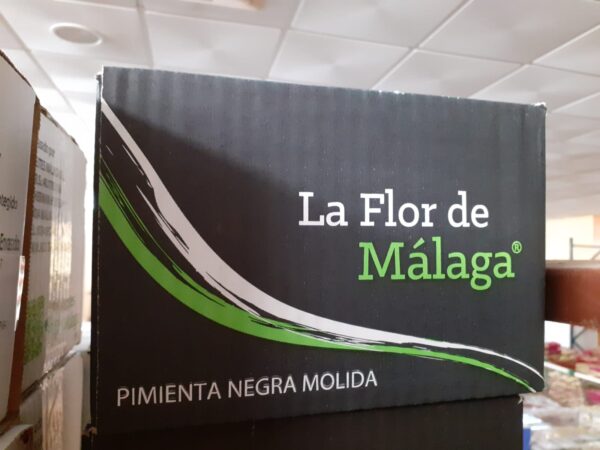 La Flor de
Málaga®
PIMIENTA NEGRA MOLIDA